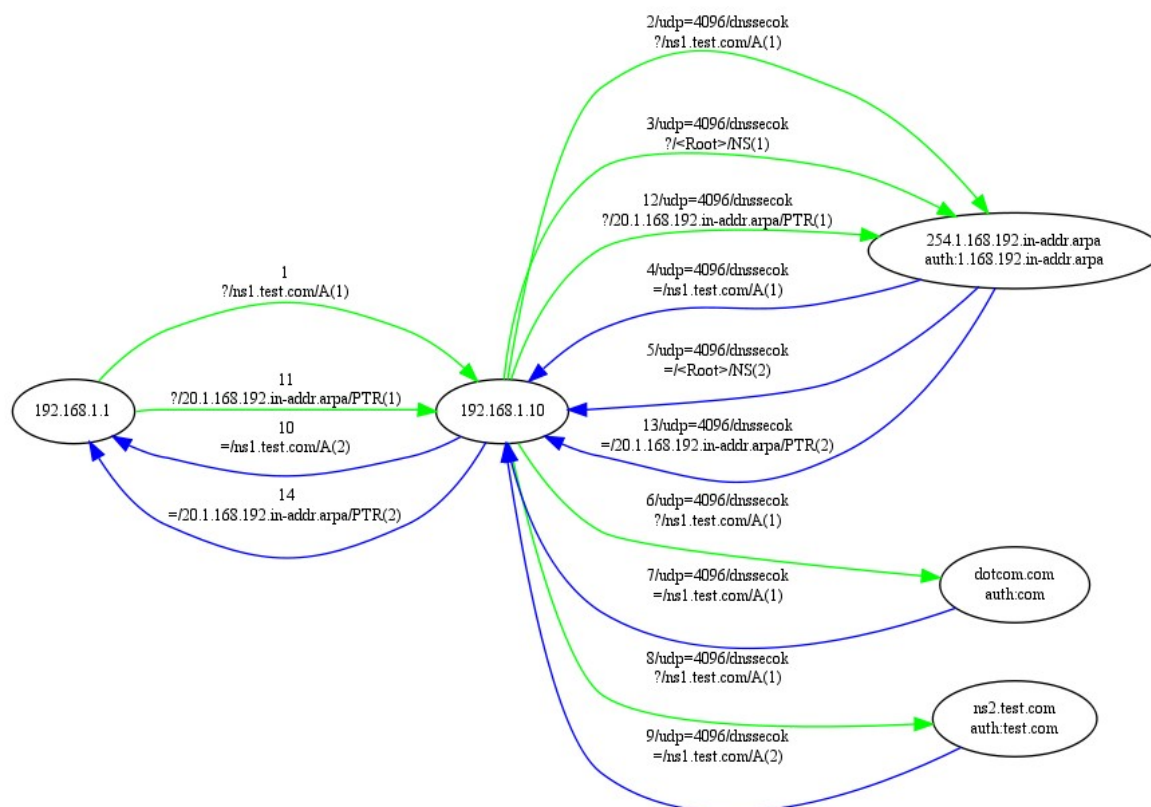 2/udp=4096/dnssecok
?/ns1.test.com/A(1)
3/udp=4096/dnssecok
?/<Root>/NS(1)
12/udp=4096/dnssecok
?/20.1.168.192.in-addr.arpa/PTR(1)
254.1.168.192.in-addr.arpa
auth:1.168.192.in-addr.arpa
4/udp=4096/dnssecok
=/ns1.test.com/A(1)
1
?/ns1.test.com/A(1)
5/udp=4096/dnssecok
=/<Root>/NS(2)
11
?/20.1.168.192.in-addr.arpa/PTR(1)
192.168.1.1
192.168.1.10
10
=/ns1.test.com/A(2)
13/udp=4096/dnssecok
=/20.1.168.192.in-addr.arpa/PTR(2)
14
=/20.1.168.192.in-addr.arpa/PTR(2)
6/udp=4096/dnssecok
?/ns1.test.com/A(1)
dotcom.com
auth:com
7/udp=4096/dnssecok
=/ns1.test.com/A(1)
8/udp=4096/dnssecok
?/ns1.test.com/A(1)
ns2.test.com
auth:test.com
9/udp=4096/dnssecok
=/ns1.test.com/A(2)